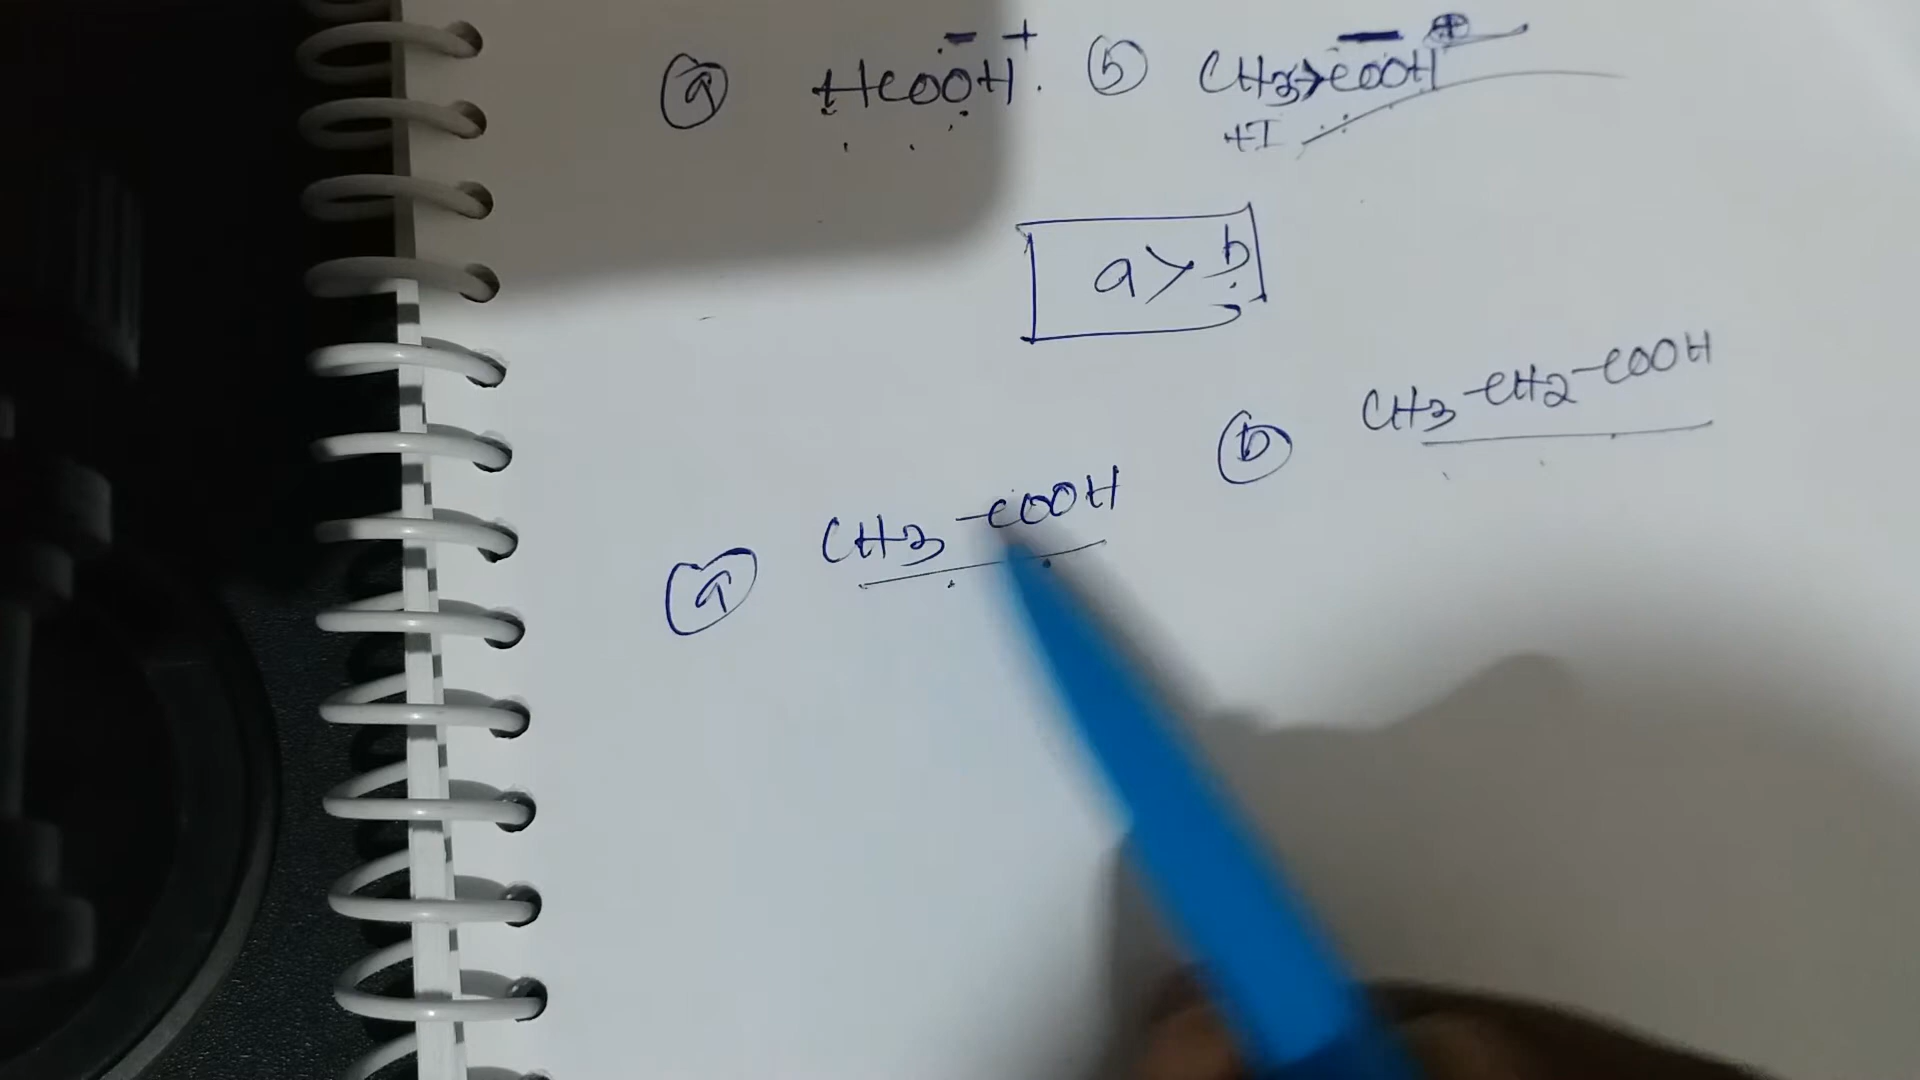 ⓐ HCOOH - + . ⓑ CH3>COOH - ⊕
+I
a>b
ⓑ CH3-CH2-COOH
ⓐ CH3-COOH